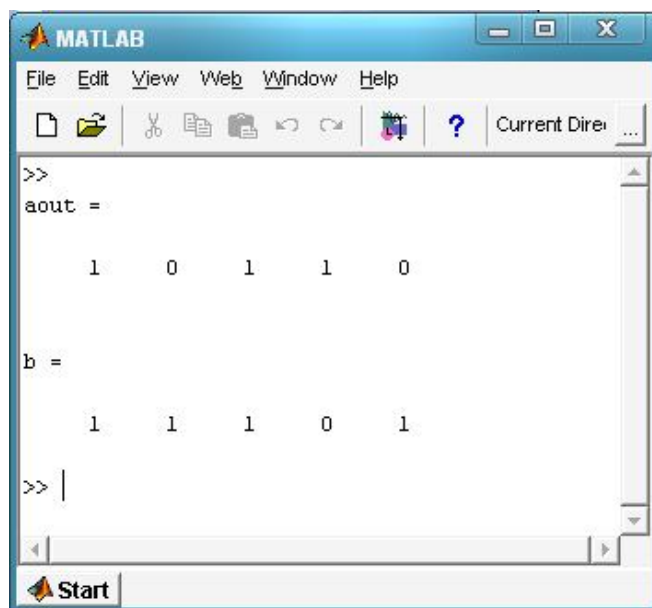 MATLAB
File Edit View Web Window Help
? Current Dire ...
>>
aout =
1 0 1 1 0
b =
1 1 1 0 1
>>
Start